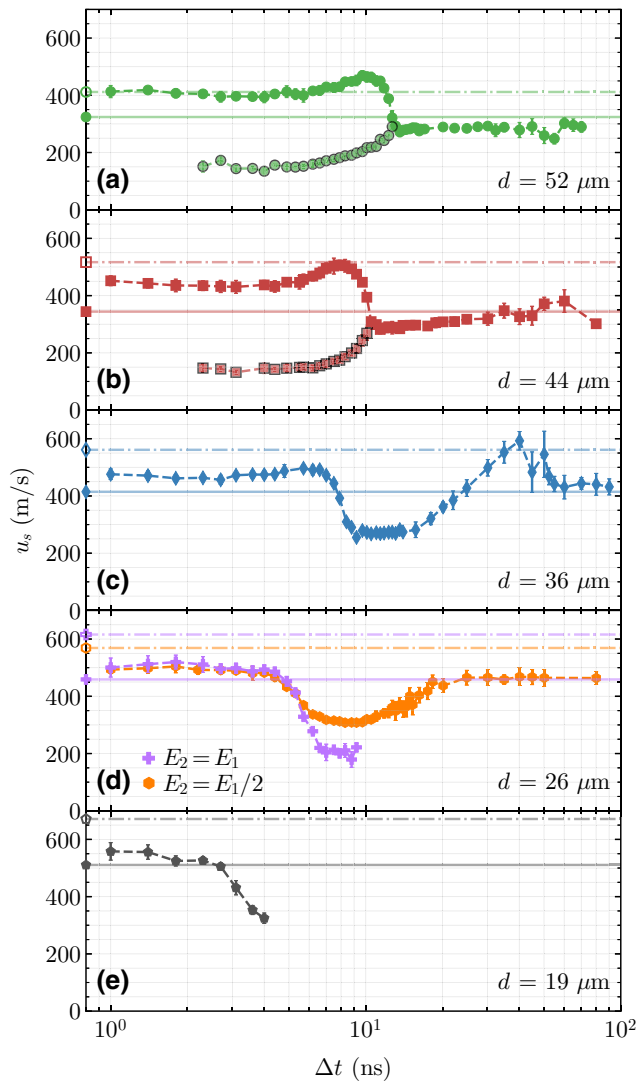 600
400
200
0
(a)
d = 52 μm
600
400
200
0
(b)
d = 44 μm
600
400
200
0
(c)
d = 36 μm
u_s (m/s)
600
400
200
0
(d)
E_2 = E_1
E_2 = E_1/2
d = 26 μm
600
400
200
0
(e)
d = 19 μm
10^0
10^1
10^2
Δt (ns)